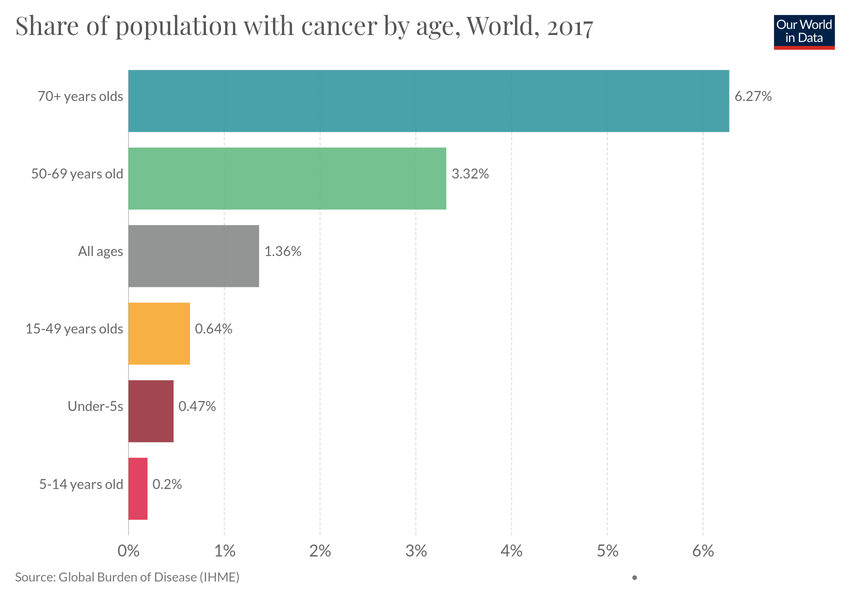 Share of population with cancer by age, World, 2017
Our World
in Data
70+ years olds
6.27%
50-69 years old
3.32%
All ages
1.36%
15-49 years olds
0.64%
Under-5s
0.47%
5-14 years old
0.2%
0%
1%
2%
3%
4%
5%
6%
Source: Global Burden of Disease (IHME)
•